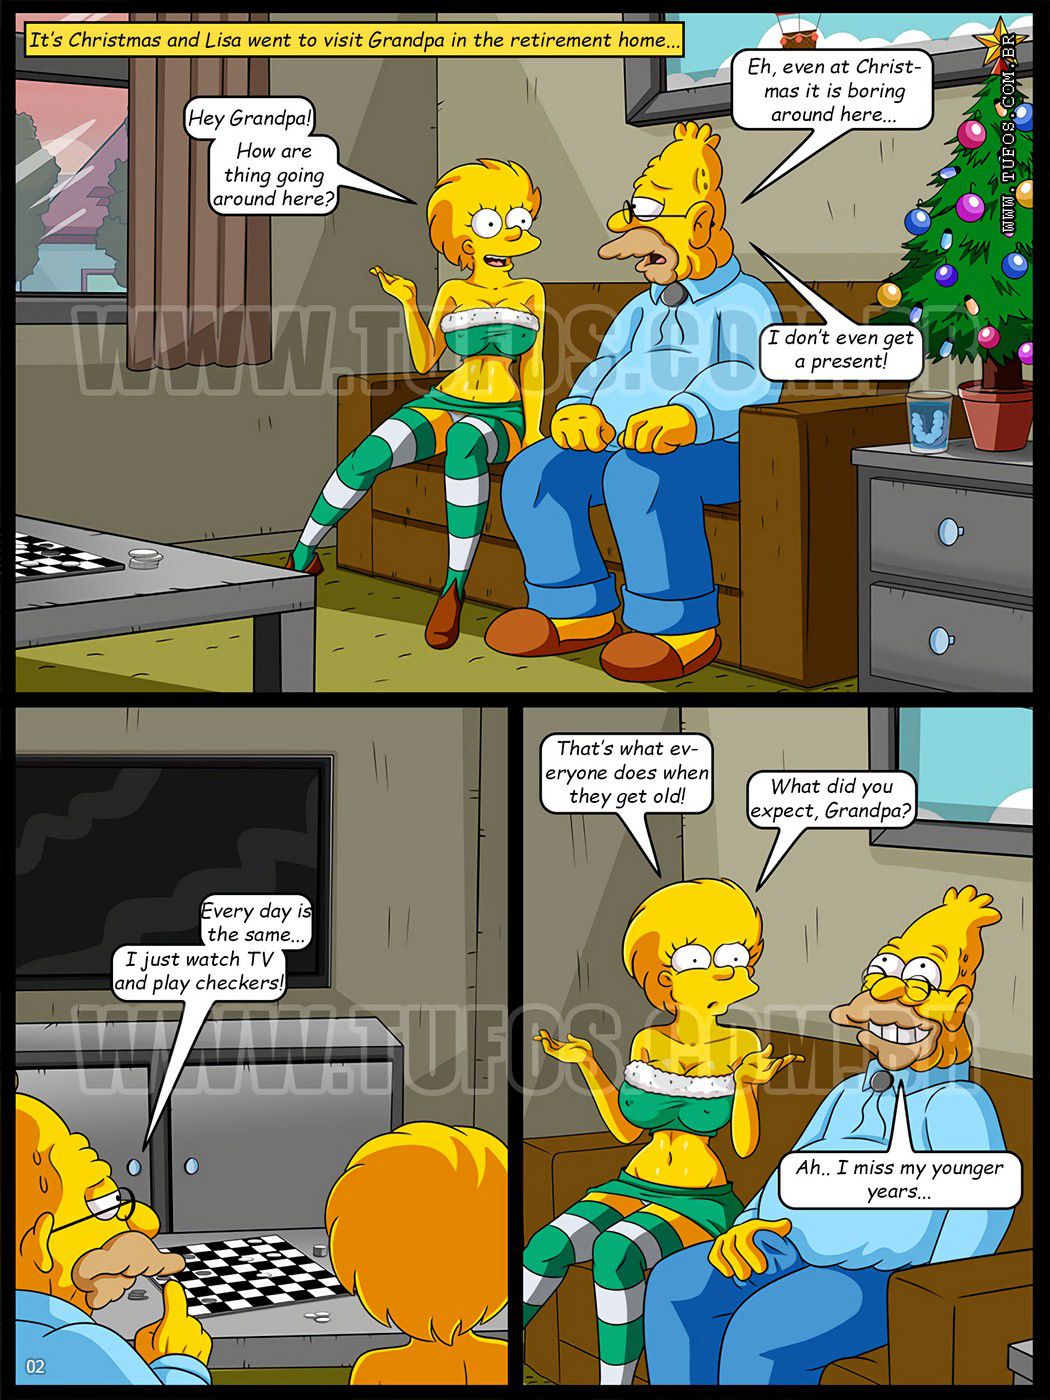 It's Christmas and Lisa went to visit Grandpa in the retirement home...
Hey Grandpa!
How are
thing going
around here?
Eh, even at Christ-
mas it is boring
around here...
I don't even get
a present!
WWW.TUFOS.COM.BR
WWW.TUFOS.COM.BR
Every day is
the same...
I just watch TV
and play checkers!
That's what ev-
eryone does when
they get old!
What did you
expect, Grandpa?
Ah.. I miss my younger
years...
WWW.TUFOS.COM.BR
02